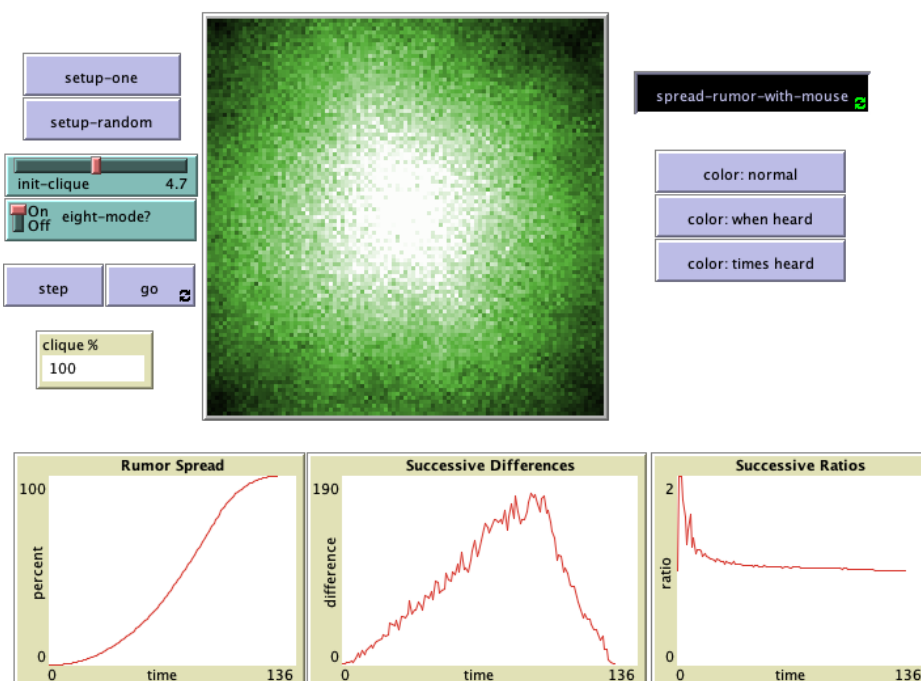 setup-one
setup-random
init-clique 4.7
On
Off
eight-mode?
step
go
clique %
100
spread-rumor-with-mouse
color: normal
color: when heard
color: times heard
Rumor Spread
100
percent
0
0 time 136
Successive Differences
190
difference
0
0 time 136
Successive Ratios
2
ratio
0
0 time 136